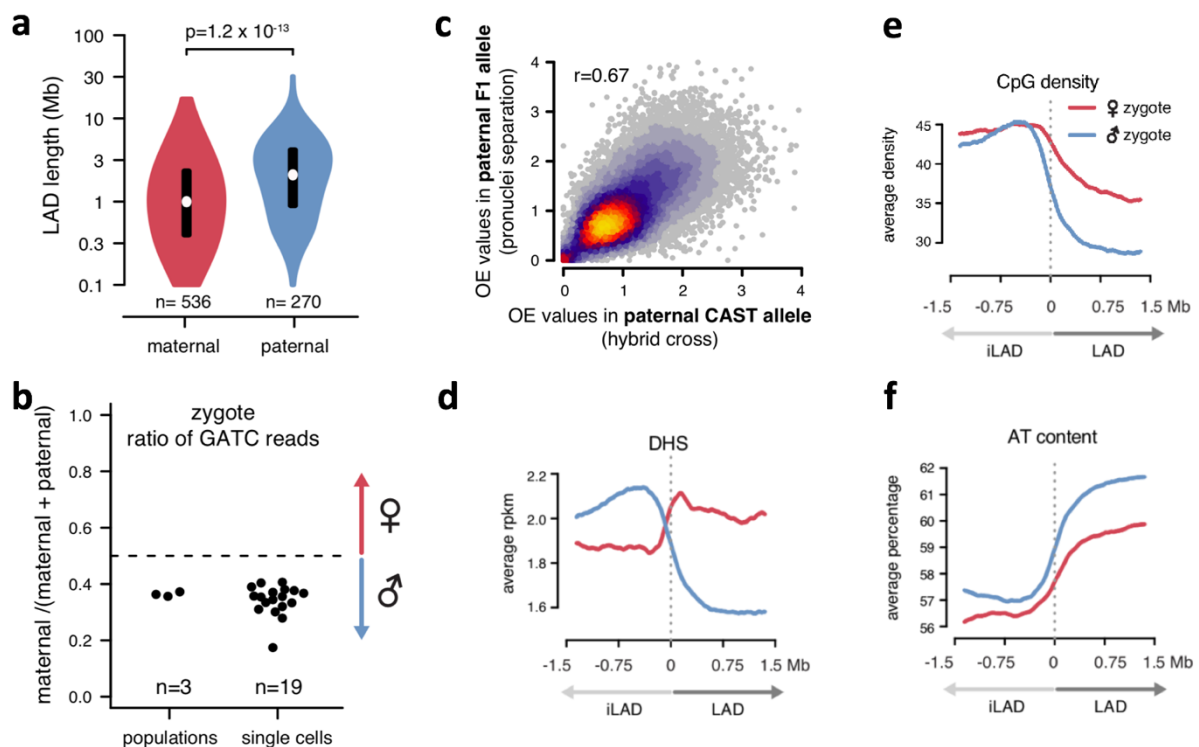 a
p=1.2 x 10⁻¹³
LAD length (Mb)
100
30
10
3
1
0.3
0.1
n= 536
n= 270
maternal
paternal
b
zygote
ratio of GATC reads
maternal /(maternal + paternal)
1.0
0.8
0.6
0.4
0.2
0.0
♀
♂
n=3
n=19
populations
single cells
c
r=0.67
OE values in paternal F1 allele
(pronuclei separation)
4
3
2
1
0
0 1 2 3 4
OE values in paternal CAST allele
(hybrid cross)
d
DHS
average rpkm
2.2
2.0
1.8
1.6
-1.5 -0.75 0 0.75 1.5 Mb
iLAD
LAD
e
CpG density
♀ zygote
♂ zygote
average density
45
40
35
30
-1.5 -0.75 0 0.75 1.5 Mb
iLAD
LAD
f
AT content
average percentage
62
61
60
59
58
57
56
-1.5 -0.75 0 0.75 1.5 Mb
iLAD
LAD